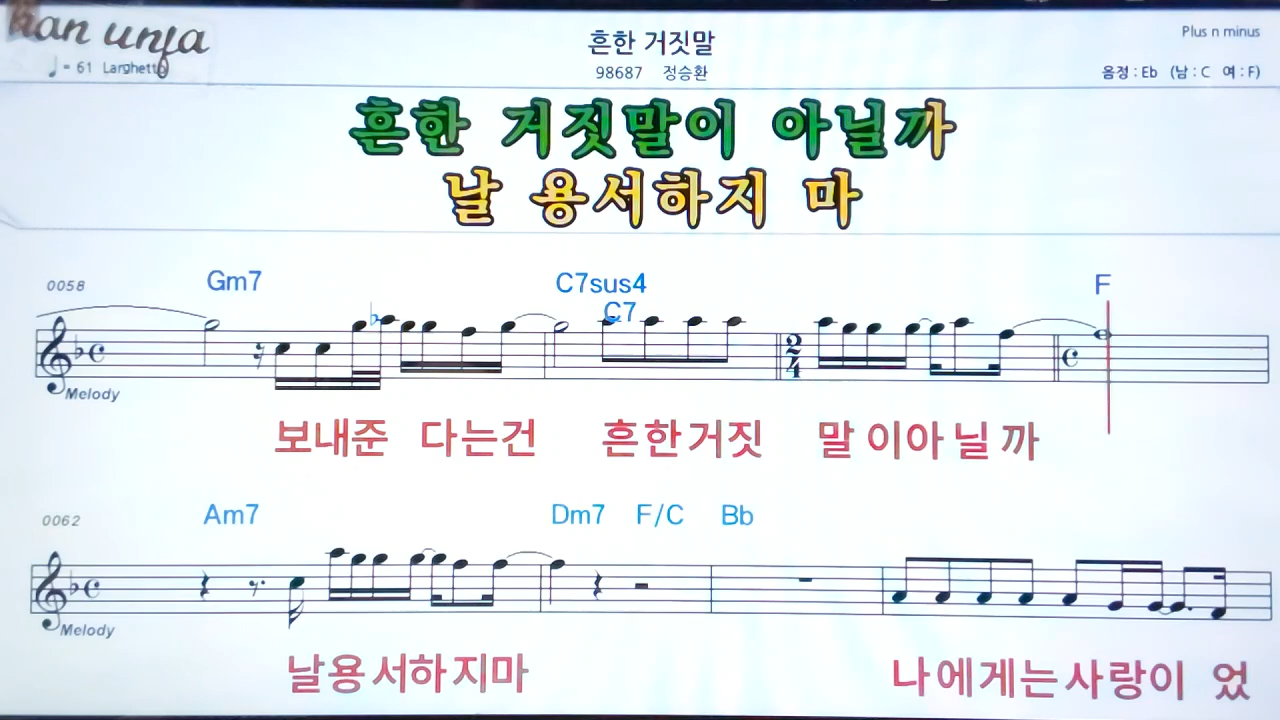 흔한 거짓말
Plus n minus
♩ = 61 Larghetto
98687 정승환
음정 : Eb (남 : C 여 : F)
흔한 거짓말이 아닐까
날 용서하지 마
0058 Gm7 C7sus4 F
C7
2
4
Melody
보내준 다는건 흔한거짓 말이아닐까
0062 Am7 Dm7 F/C Bb
Melody
날용서하지마 나에게는사랑이 었